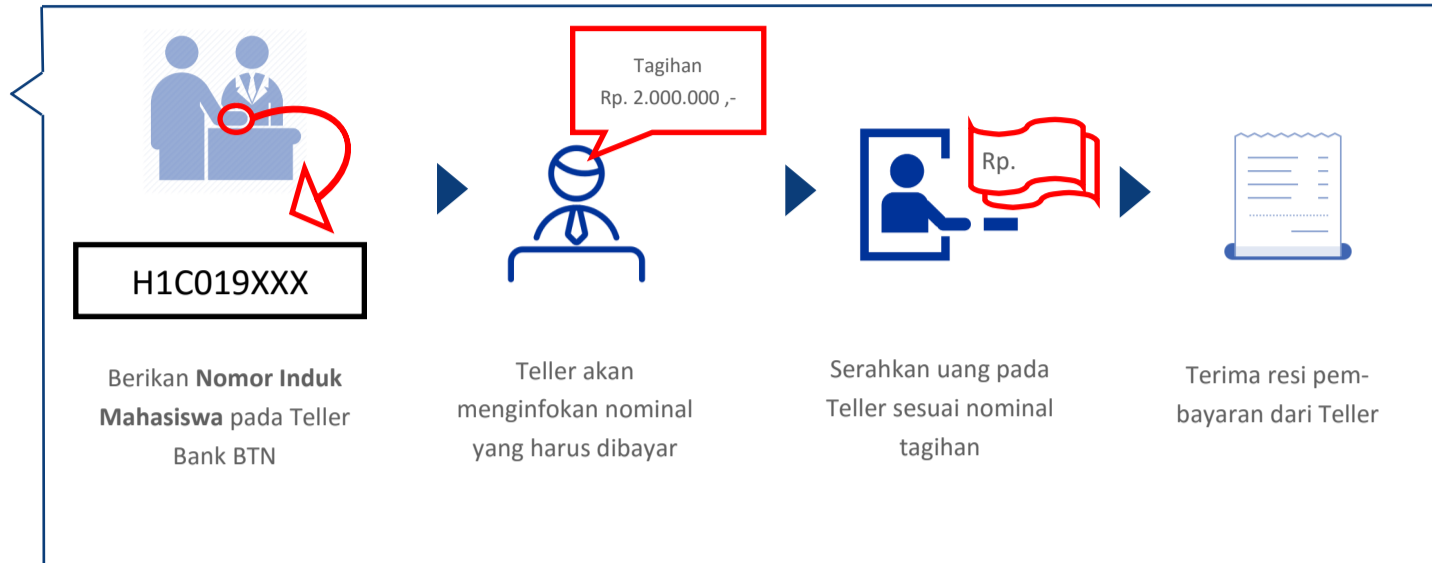 Tagihan
Rp. 2.000.000 ,-
Rp.
H1C019XXX
Berikan Nomor Induk
Mahasiswa pada Teller
Bank BTN
Teller akan
menginfokan nominal
yang harus dibayar
Serahkan uang pada
Teller sesuai nominal
tagihan
Terima resi pem-
bayaran dari Teller